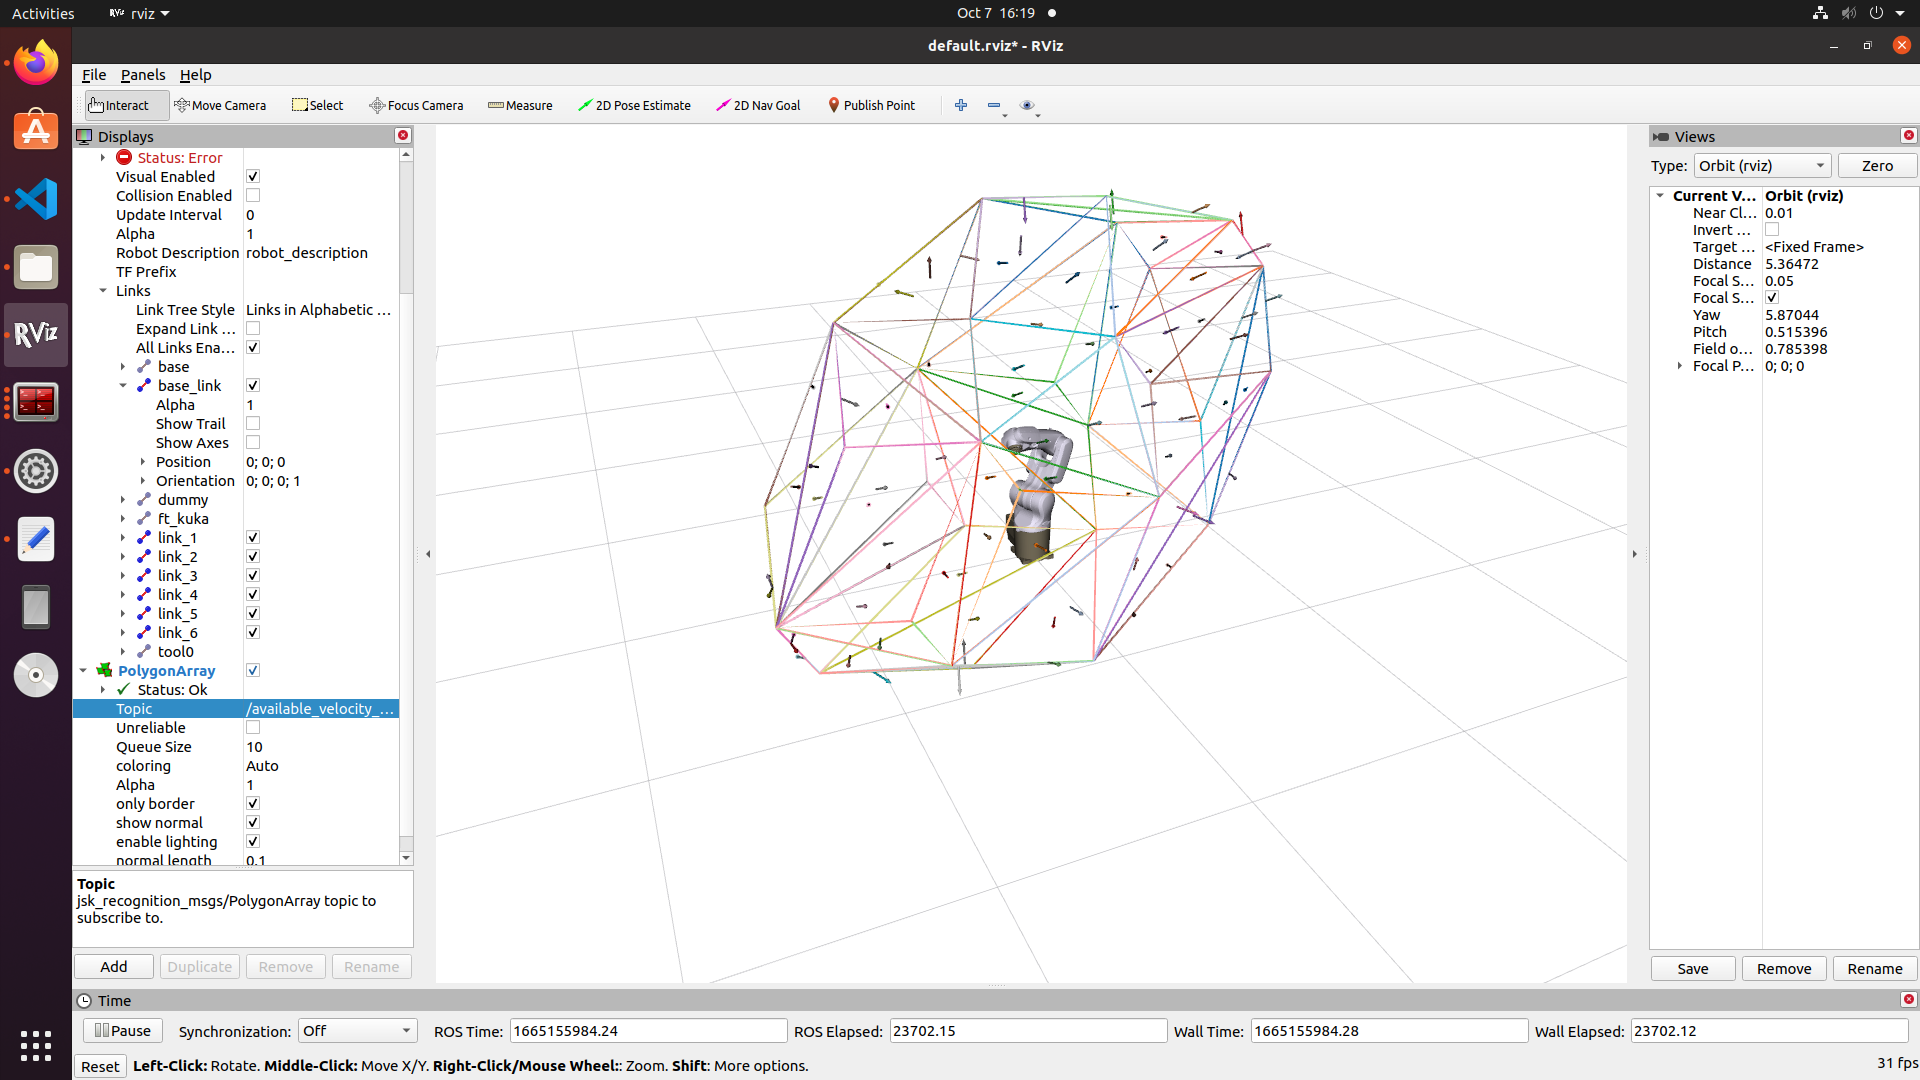 Activities
RViz rviz
Oct 7 16:19
default.rviz* - RViz
File Panels Help
Interact Move Camera Select Focus Camera Measure 2D Pose Estimate 2D Nav Goal Publish Point
Displays
Status: Error
Visual Enabled
Collision Enabled
Update Interval 0
Alpha 1
Robot Description robot_description
TF Prefix
Links
Link Tree Style Links in Alphabetic ...
Expand Link ...
All Links Ena...
base
base_link
Alpha 1
Show Trail
Show Axes
Position 0; 0; 0
Orientation 0; 0; 0; 1
dummy
ft_kuka
link_1
link_2
link_3
link_4
link_5
link_6
tool0
PolygonArray
Status: Ok
Topic /available_velocity_...
Unreliable
Queue Size 10
coloring Auto
Alpha 1
only border
show normal
enable lighting
normal length 0.1
Topic
jsk_recognition_msgs/PolygonArray topic to
subscribe to.
Add Duplicate Remove Rename
Views
Type: Orbit (rviz) Zero
Current V... Orbit (rviz)
Near Cl... 0.01
Invert ...
Target ... <Fixed Frame>
Distance 5.36472
Focal S... 0.05
Focal S...
Yaw 5.87044
Pitch 0.515396
Field o... 0.785398
Focal P... 0; 0; 0
Save Remove Rename
RViz
Time
Pause Synchronization: Off ROS Time: 1665155984.24 ROS Elapsed: 23702.15 Wall Time: 1665155984.28 Wall Elapsed: 23702.12
Reset Left-Click: Rotate. Middle-Click: Move X/Y. Right-Click/Mouse Wheel:: Zoom. Shift: More options. 31 fps